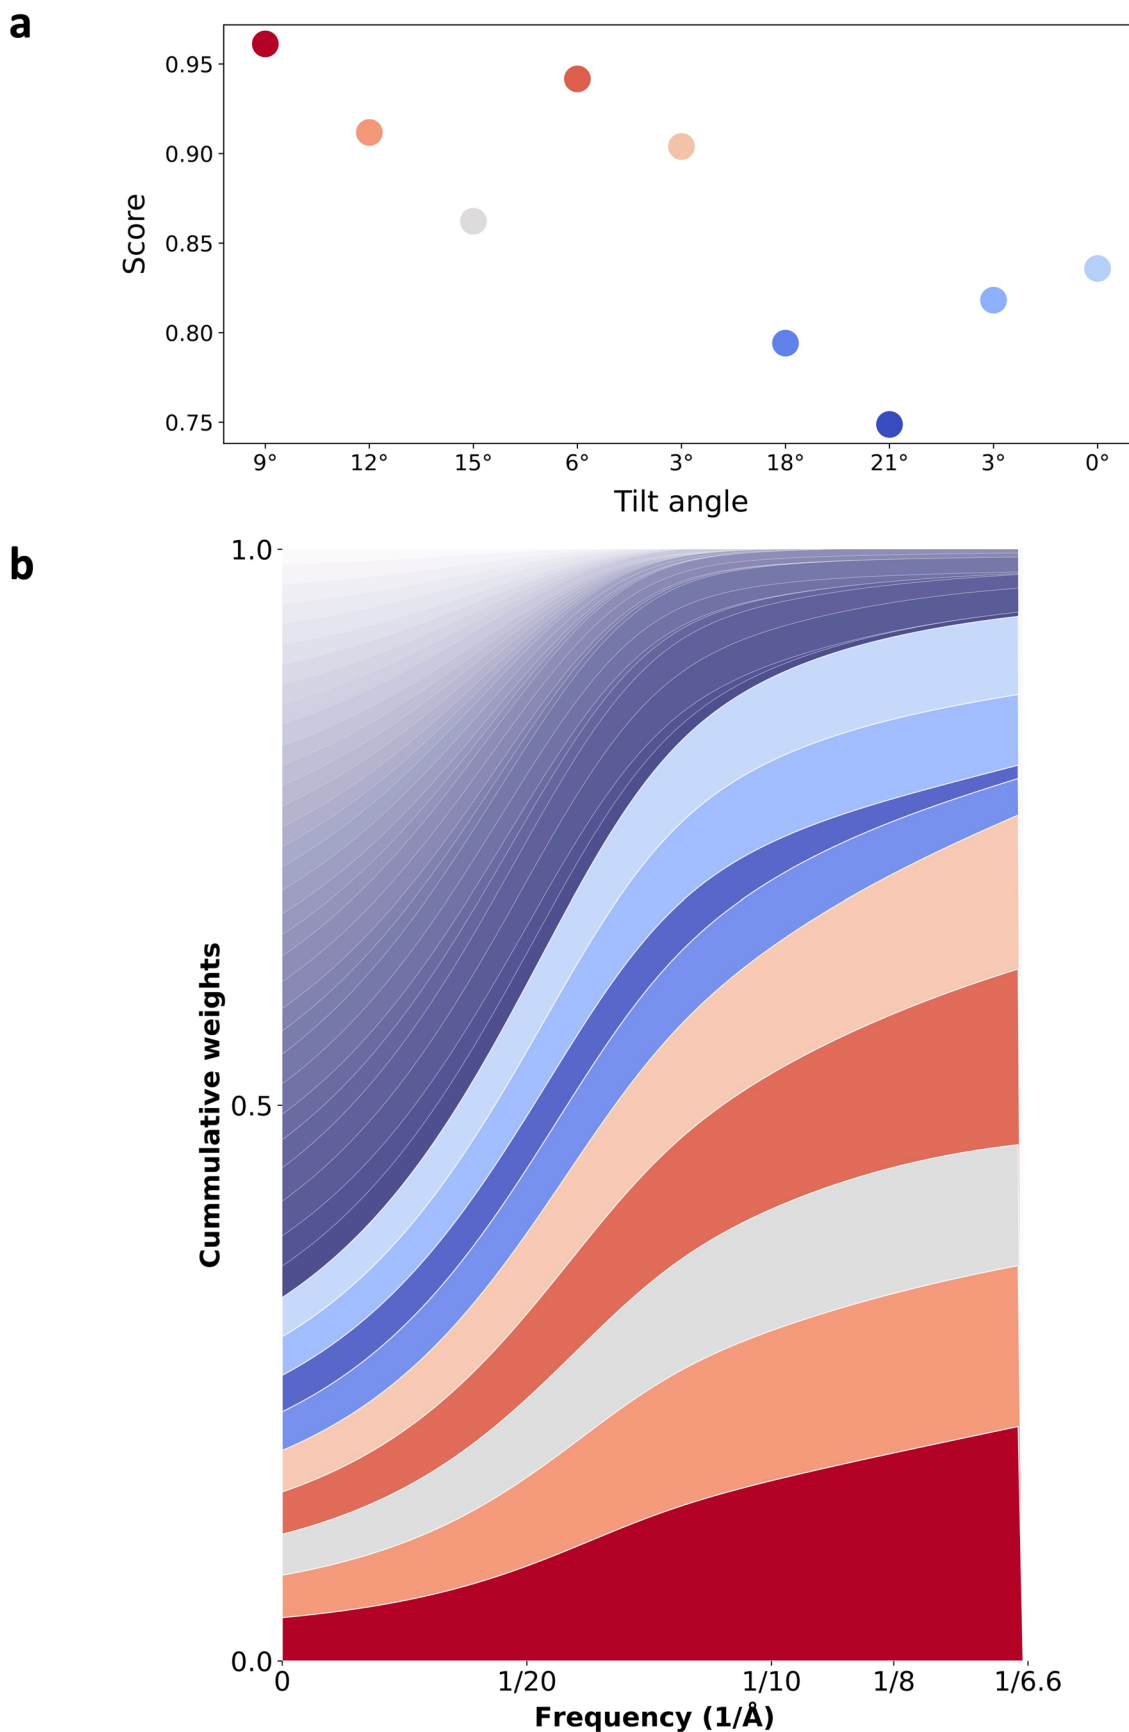 a
0.95
0.90
0.85
0.80
0.75
Score
9° 12° 15° 6° 3° 18° 21° 3° 0°
Tilt angle
b
1.0
0.5
0.0
Cummulative weights
0 1/20 1/10 1/8 1/6.6
Frequency (1/Å)